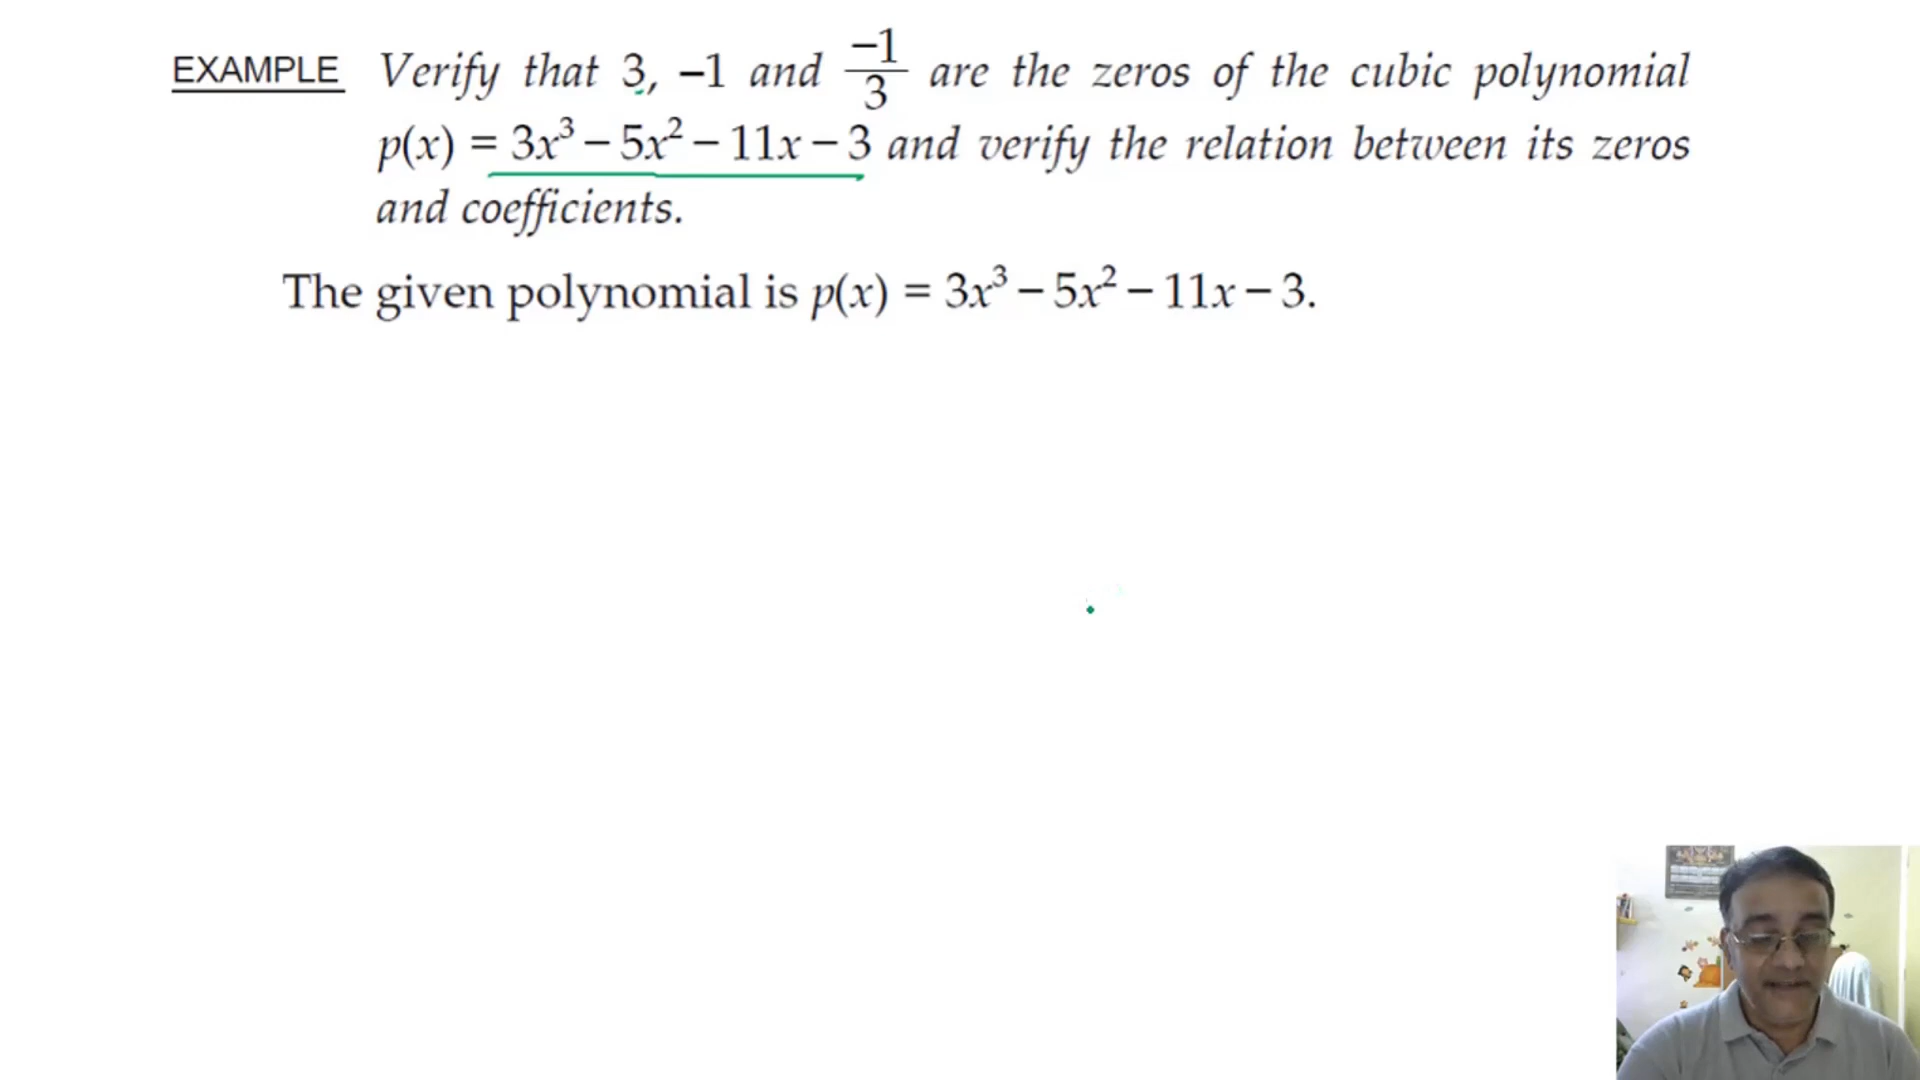 EXAMPLE Verify that 3, −1 and −1/3 are the zeros of the cubic polynomial
p(x) = 3x³ − 5x² − 11x − 3 and verify the relation between its zeros
and coefficients.
The given polynomial is p(x) = 3x³ − 5x² − 11x − 3.